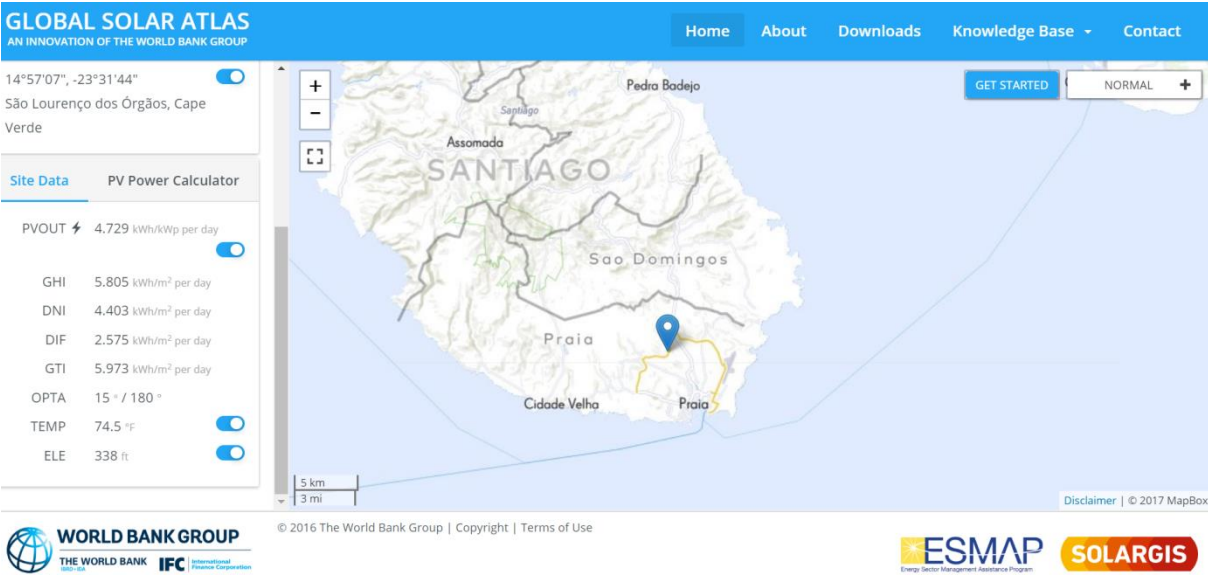 GLOBAL SOLAR ATLAS
AN INNOVATION OF THE WORLD BANK GROUP
Home About Downloads Knowledge Base Contact
14°57'07", -23°31'44"
São Lourenço dos Órgãos, Cape
Verde
Site Data PV Power Calculator
PVOUT 4.729 kWh/kWp per day
GHI 5.805 kWh/m² per day
DNI 4.403 kWh/m² per day
DIF 2.575 kWh/m² per day
GTI 5.973 kWh/m² per day
OPTA 15 ° / 180 °
TEMP 74.5 °F
ELE 338 ft
+
−
GET STARTED
NORMAL +
Pedra Badejo
Santiago
Assomada
SANTIAGO
Sao Domingos
Praia
Cidade Velha
Praia
5 km
3 mi
Disclaimer | © 2017 MapBox
WORLD BANK GROUP
THE WORLD BANK
IBRD • IDA
IFC International
Finance Corporation
© 2016 The World Bank Group | Copyright | Terms of Use
ESMAP
Energy Sector Management Assistance Program
SOLARGIS